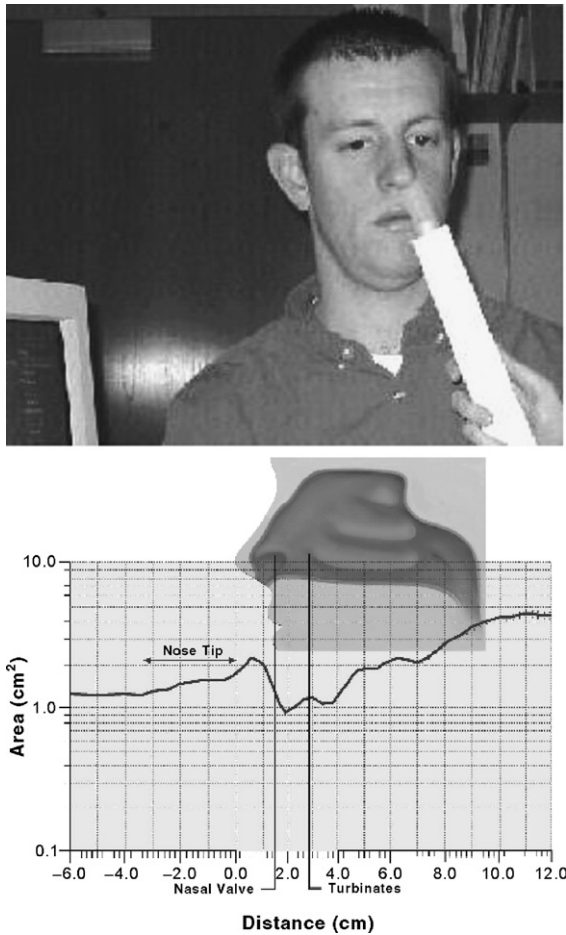 10.0
Nose Tip
Area (cm²)
1.0
0.1
−6.0 −4.0 −2.0 0.0 2.0 4.0 6.0 8.0 10.0 12.0
Nasal Valve Turbinates
Distance (cm)